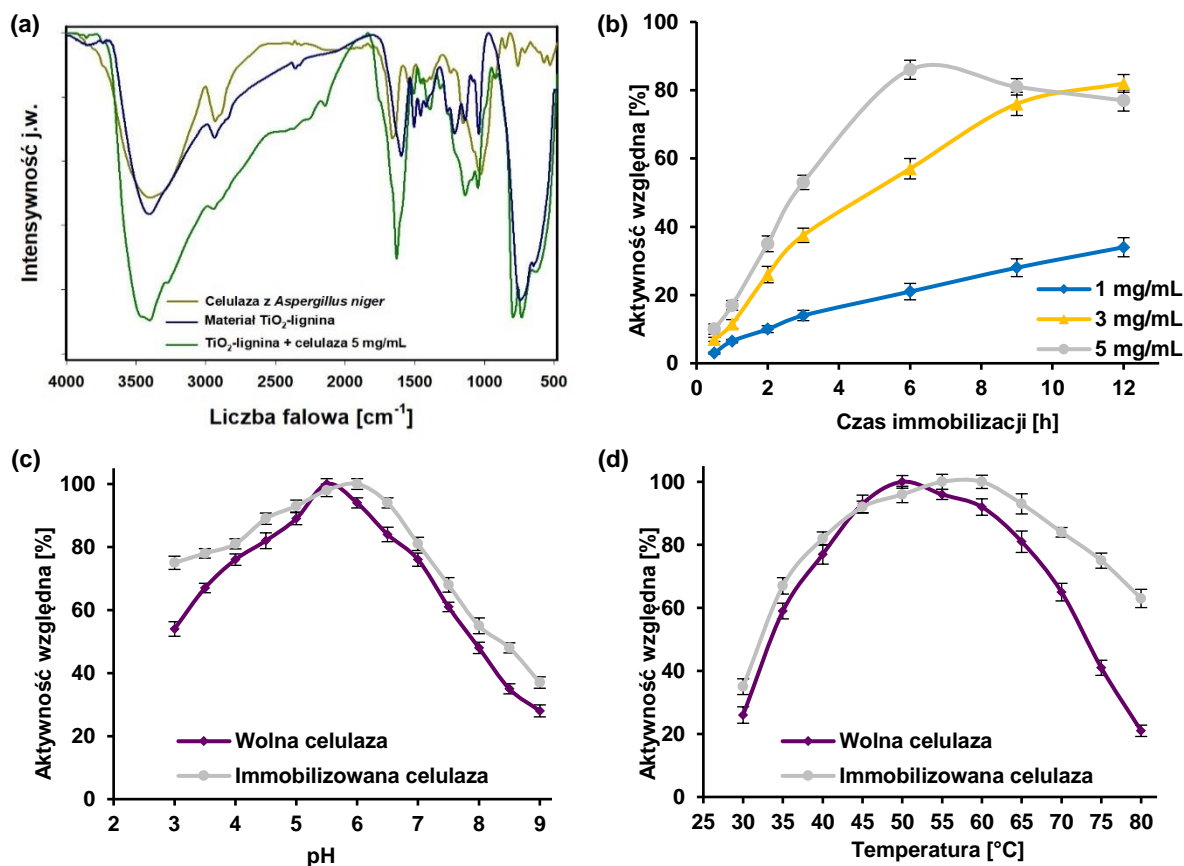 (a)
Intensywność j.w.
Celulaza z Aspergillus niger
Materiał TiO2-lignina
TiO2-lignina + celulaza 5 mg/mL
4000 3500 3000 2500 2000 1500 1000 500
Liczba falowa [cm-1]
(b)
Aktywność względna [%]
100
80
60
40
20
0
1 mg/mL
3 mg/mL
5 mg/mL
0 2 4 6 8 10 12
Czas immobilizacji [h]
(c)
Aktywność względna [%]
100
80
60
40
20
0
Wolna celulaza
Immobilizowana celulaza
2 3 4 5 6 7 8 9
pH
(d)
Aktywność względna [%]
100
80
60
40
20
0
Wolna celulaza
Immobilizowana celulaza
25 30 35 40 45 50 55 60 65 70 75 80
Temperatura [°C]